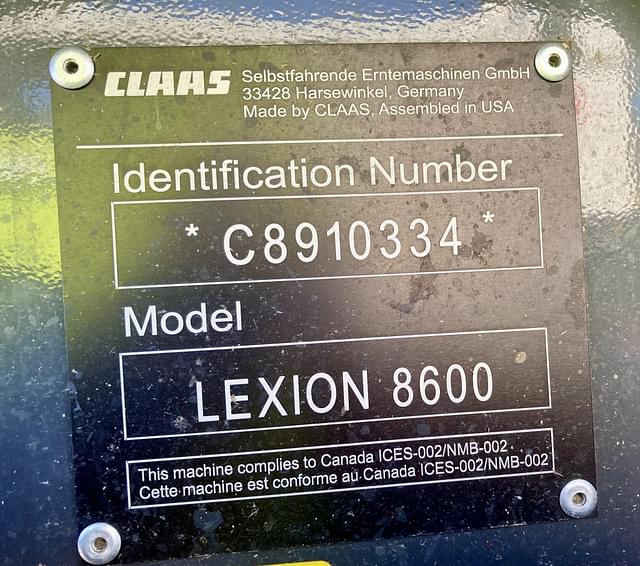 CLAAS Selbstfahrende Erntemaschinen GmbH
33428 Harsewinkel, Germany
Made by CLAAS, Assembled in USA
Identification Number
* C8910334 *
Model
LEXION 8600
This machine complies to Canada ICES-002/NMB-002
Cette machine est conforme au Canada ICES-002/NMB-002